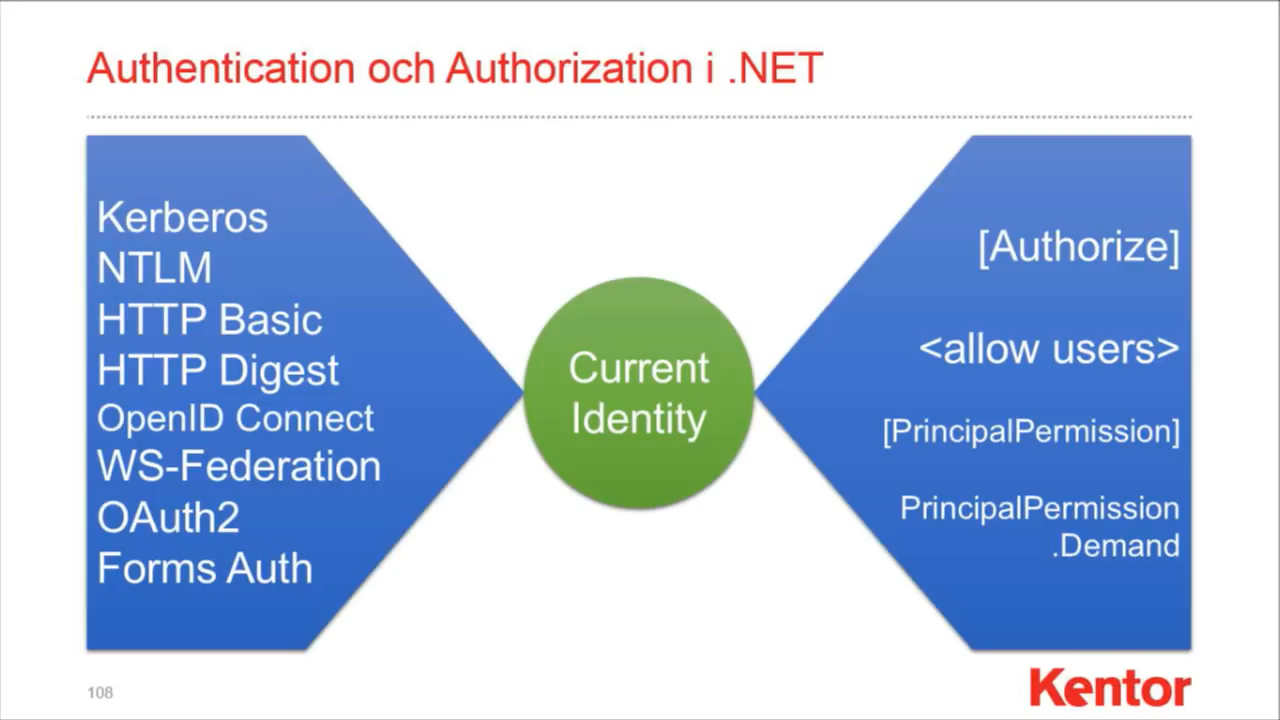 Authentication och Authorization i .NET
Kerberos
NTLM
HTTP Basic
HTTP Digest
OpenID Connect
WS-Federation
OAuth2
Forms Auth
Current
Identity
[Authorize]
<allow users>
[PrincipalPermission]
PrincipalPermission
.Demand
108
Kentor